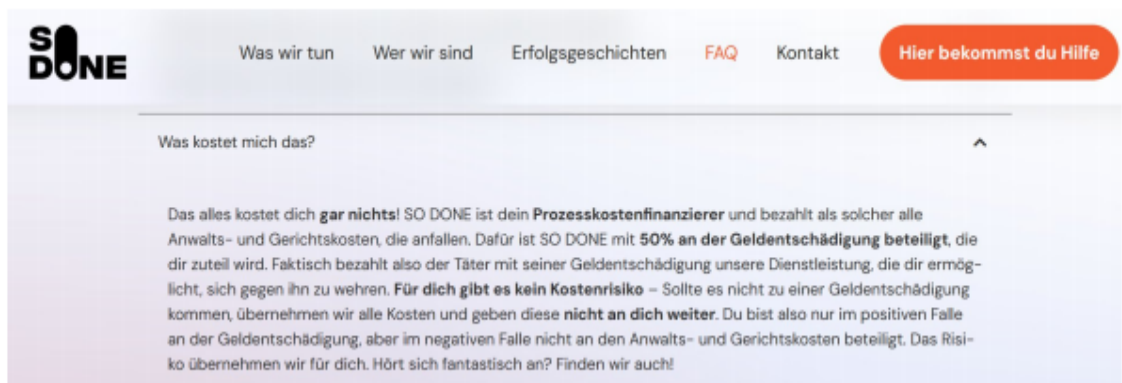 SO
DONE
Was wir tun Wer wir sind Erfolgsgeschichten FAQ Kontakt Hier bekommst du Hilfe
Was kostet mich das?
Das alles kostet dich gar nichts! SO DONE ist dein Prozesskostenfinanzierer und bezahlt als solcher alle
Anwalts- und Gerichtskosten, die anfallen. Dafür ist SO DONE mit 50% an der Geldentschädigung beteiligt, die
dir zuteil wird. Faktisch bezahlt also der Täter mit seiner Geldentschädigung unsere Dienstleistung, die dir ermög-
licht, sich gegen ihn zu wehren. Für dich gibt es kein Kostenrisiko – Sollte es nicht zu einer Geldentschädigung
kommen, übernehmen wir alle Kosten und geben diese nicht an dich weiter. Du bist also nur im positiven Falle
an der Geldentschädigung, aber im negativen Falle nicht an den Anwalts- und Gerichtskosten beteiligt. Das Risi-
ko übernehmen wir für dich. Hört sich fantastisch an? Finden wir auch!